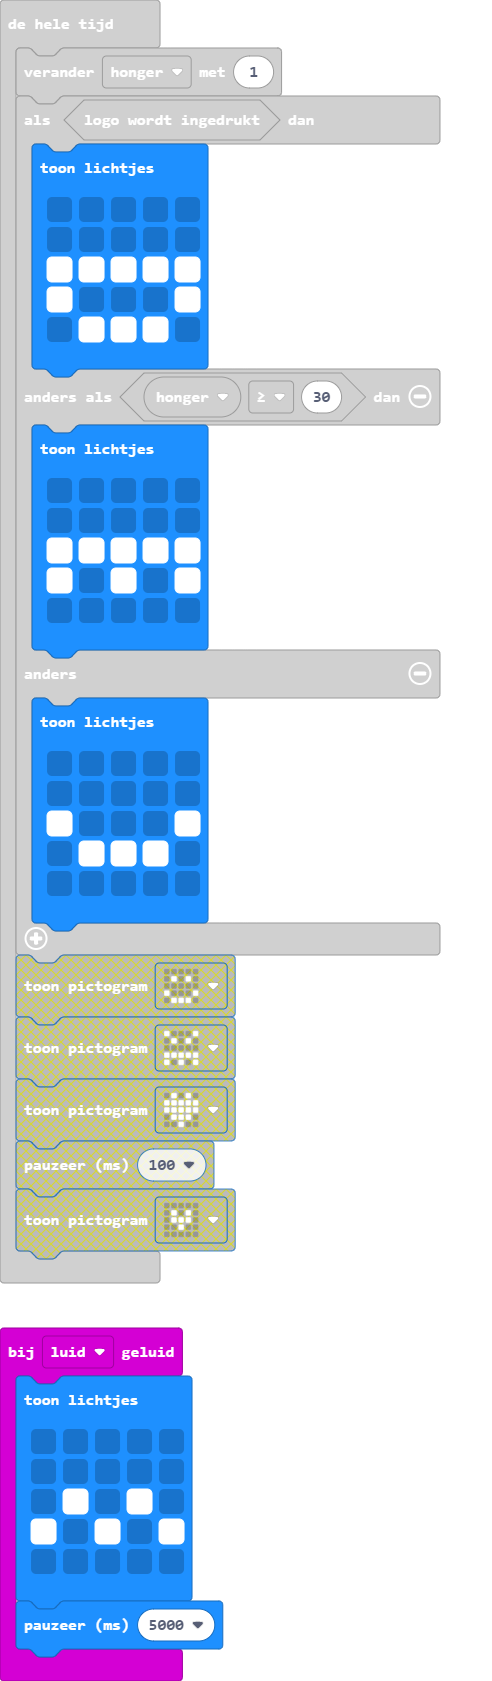 de hele tijd
verander honger met 1
als logo wordt ingedrukt dan
toon lichtjes
anders als honger ≥ 30 dan
toon lichtjes
anders
toon lichtjes
toon pictogram
toon pictogram
toon pictogram
pauzeer (ms) 100
toon pictogram
bij luid geluid
toon lichtjes
pauzeer (ms) 5000